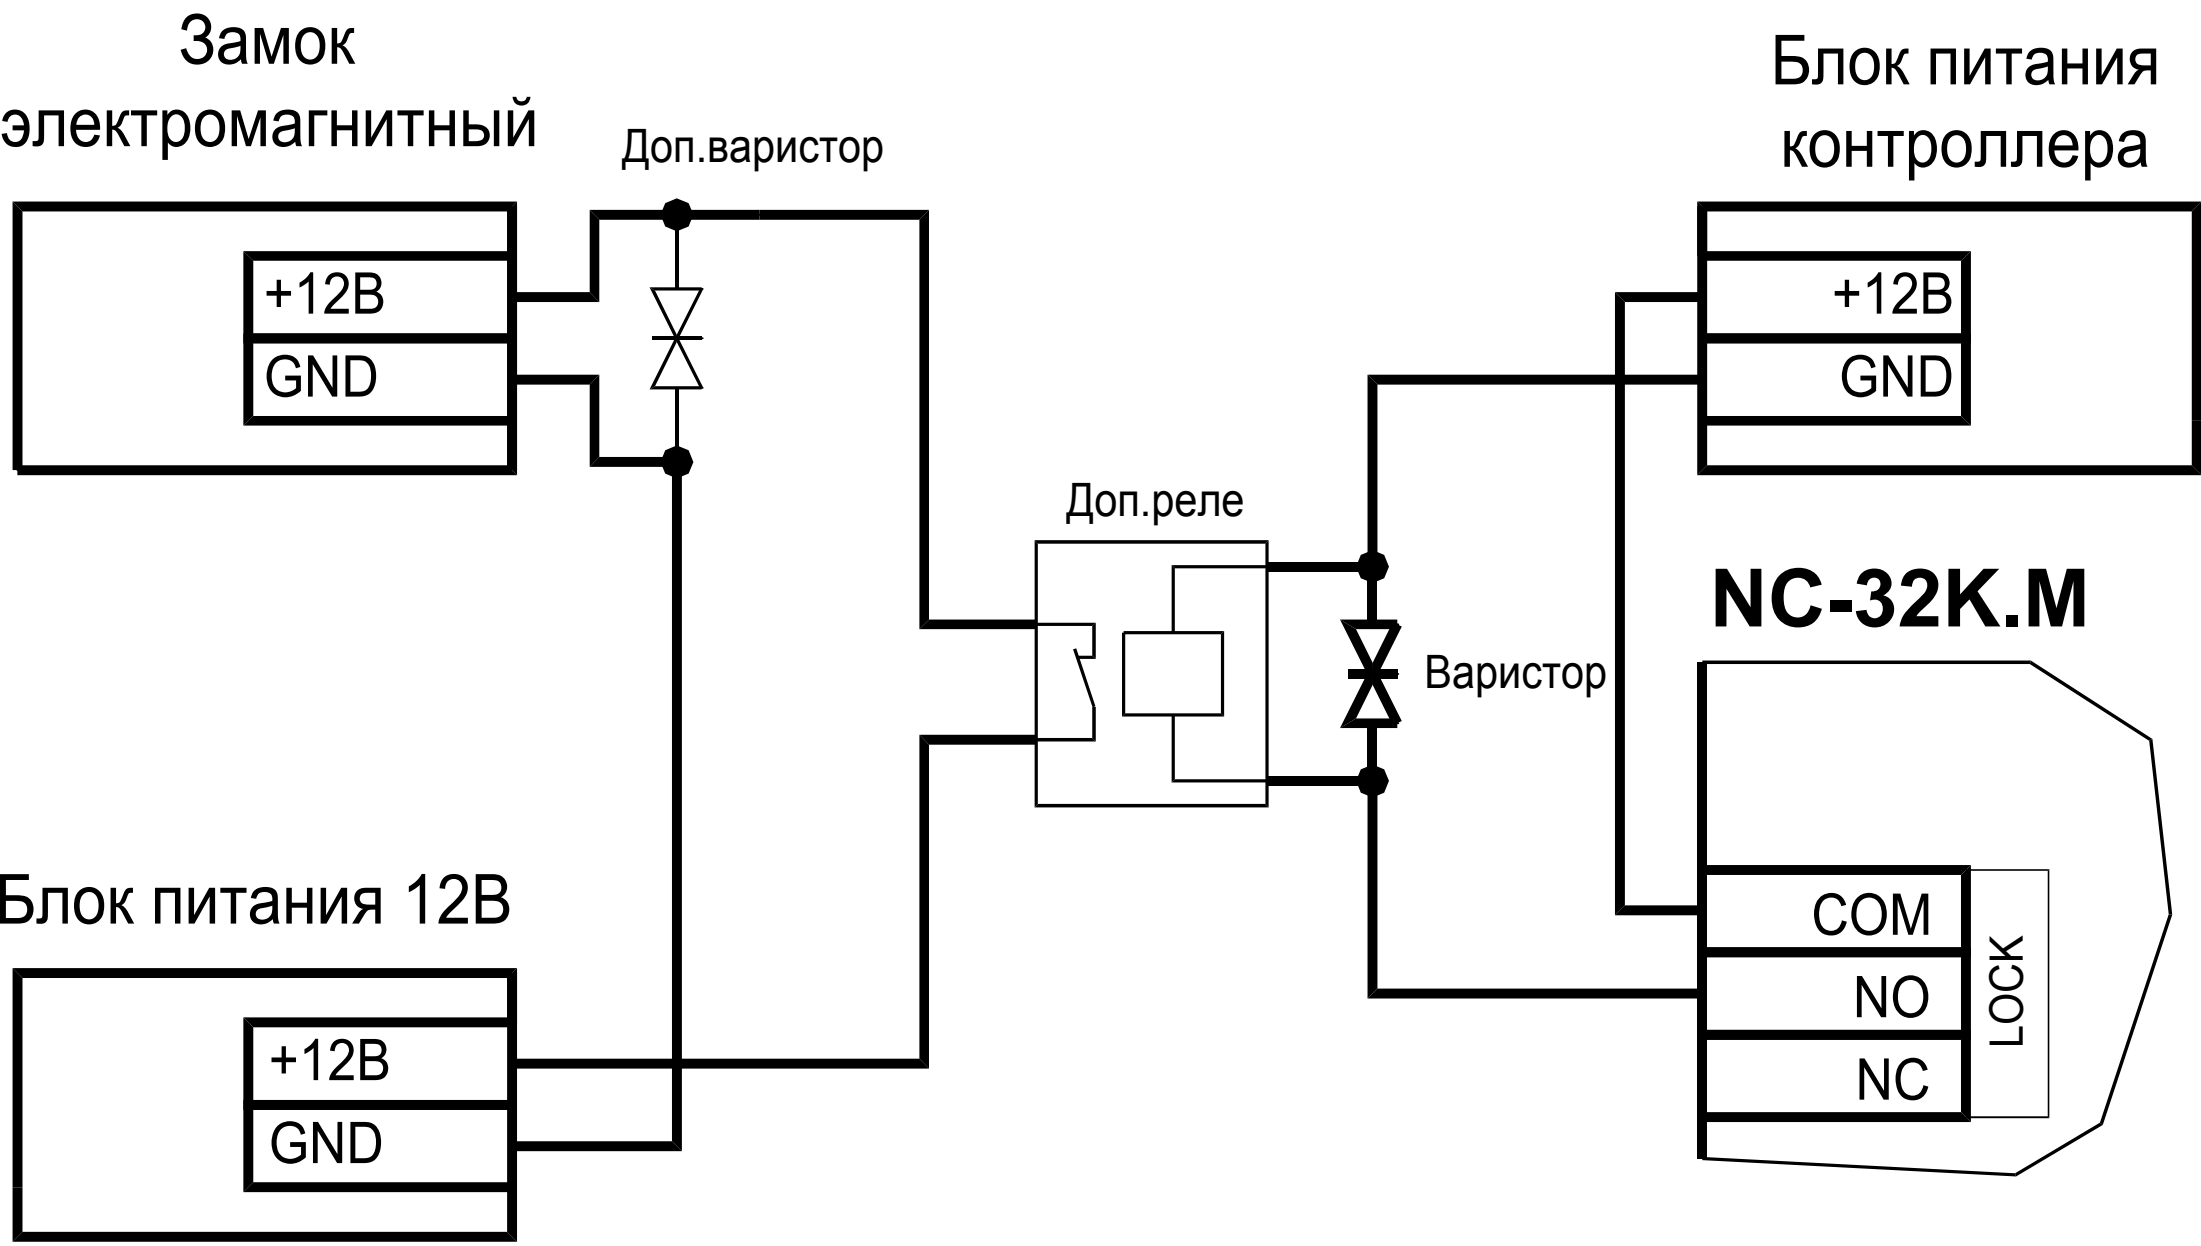 Замок
электромагнитный
Доп.варистор
Блок питания
контроллера
+12В
GND
+12В
GND
Доп.реле
Варистор
NC-32K.M
Блок питания 12В
+12В
GND
COM
NO
NC
LOCK